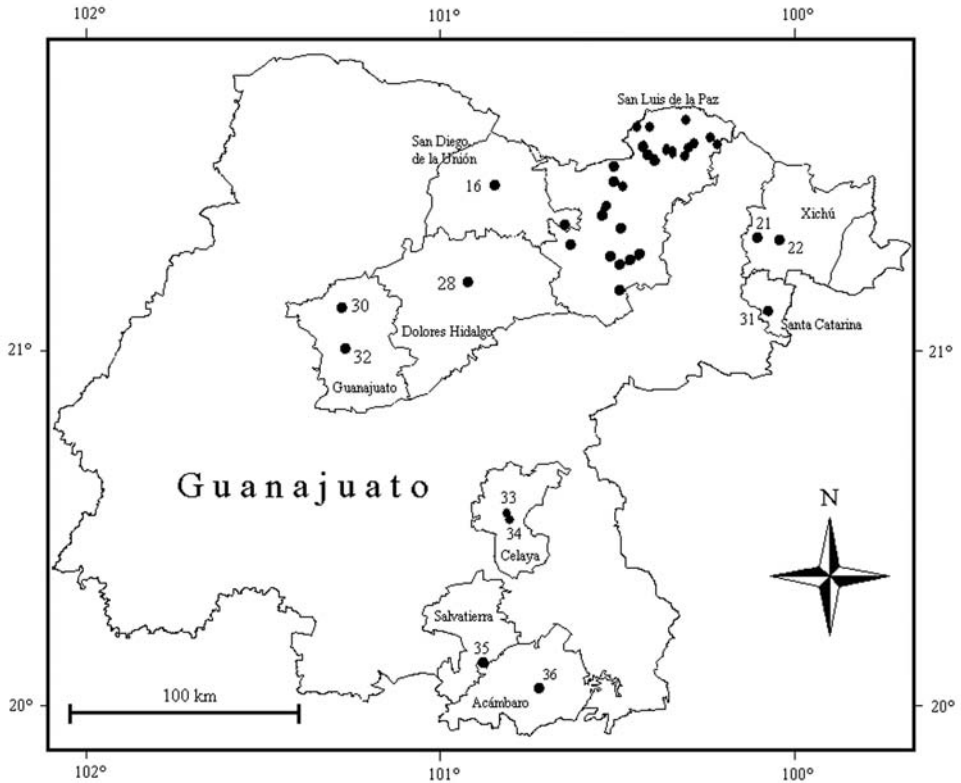 102°
101°
100°
San Luis de la Paz
San Diego
de la Unión
16
Xichú
21
22
28
30
31
Santa Catarina
Dolores Hidalgo
21°
21°
32
Guanajuato
Guanajuato
33
34
Celaya
N
Salvatierra
35
36
Acámbaro
100 km
20°
20°
102°
101°
100°